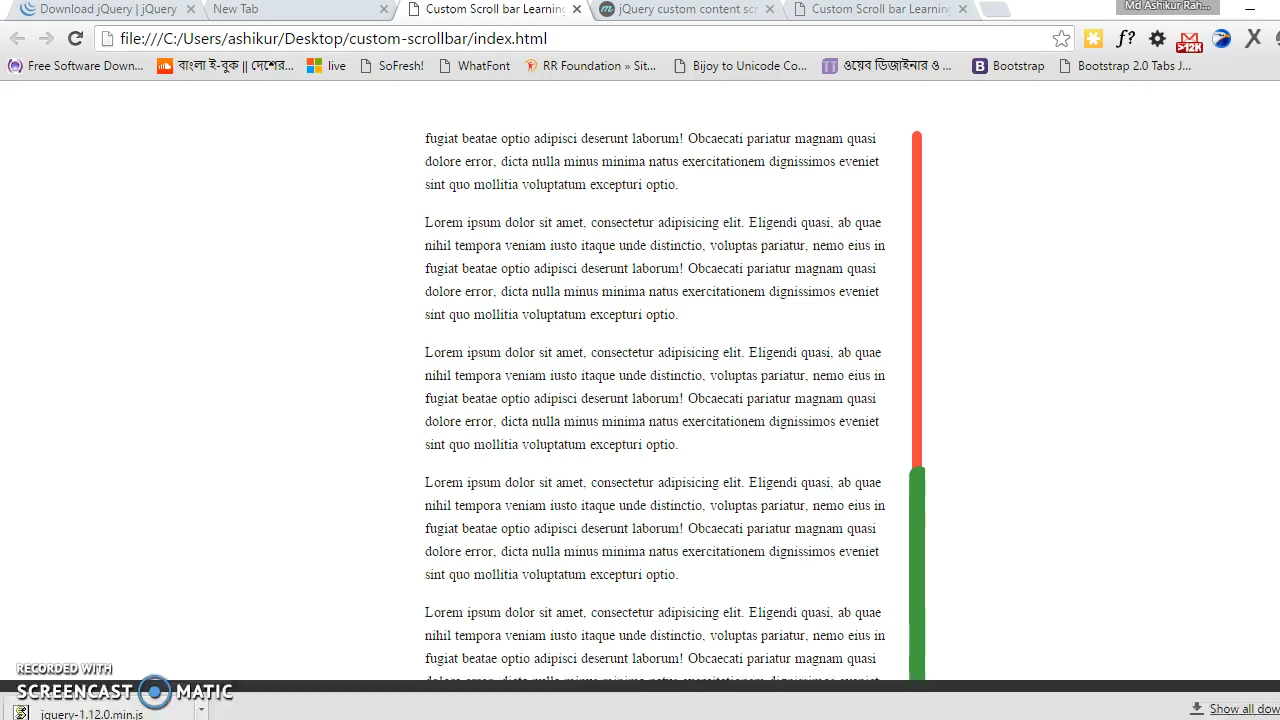 Download jQuery | jQuery
New Tab
Custom Scroll bar Learning
jQuery custom content scr
Custom Scroll bar Learning
Md Ashikur Rah...
file:///C:/Users/ashikur/Desktop/custom-scrollbar/index.html
f?
>12K
Free Software Down...
বাংলা ই-বুক || দেশের...
live
SoFresh!
WhatFont
RR Foundation » Sit...
Bijoy to Unicode Co...
ওয়েব ডিজাইনার ও ...
B Bootstrap
Bootstrap 2.0 Tabs J...
fugiat beatae optio adipisci deserunt laborum! Obcaecati pariatur magnam quasi
dolore error, dicta nulla minus minima natus exercitationem dignissimos eveniet
sint quo mollitia voluptatum excepturi optio.
Lorem ipsum dolor sit amet, consectetur adipisicing elit. Eligendi quasi, ab quae
nihil tempora veniam iusto itaque unde distinctio, voluptas pariatur, nemo eius in
fugiat beatae optio adipisci deserunt laborum! Obcaecati pariatur magnam quasi
dolore error, dicta nulla minus minima natus exercitationem dignissimos eveniet
sint quo mollitia voluptatum excepturi optio.
Lorem ipsum dolor sit amet, consectetur adipisicing elit. Eligendi quasi, ab quae
nihil tempora veniam iusto itaque unde distinctio, voluptas pariatur, nemo eius in
fugiat beatae optio adipisci deserunt laborum! Obcaecati pariatur magnam quasi
dolore error, dicta nulla minus minima natus exercitationem dignissimos eveniet
sint quo mollitia voluptatum excepturi optio.
Lorem ipsum dolor sit amet, consectetur adipisicing elit. Eligendi quasi, ab quae
nihil tempora veniam iusto itaque unde distinctio, voluptas pariatur, nemo eius in
fugiat beatae optio adipisci deserunt laborum! Obcaecati pariatur magnam quasi
dolore error, dicta nulla minus minima natus exercitationem dignissimos eveniet
sint quo mollitia voluptatum excepturi optio.
Lorem ipsum dolor sit amet, consectetur adipisicing elit. Eligendi quasi, ab quae
nihil tempora veniam iusto itaque unde distinctio, voluptas pariatur, nemo eius in
fugiat beatae optio adipisci deserunt laborum! Obcaecati pariatur magnam quasi
RECORDED WITH
SCREENCAST MATIC
jquery-1.12.0.min.js
Show all dow